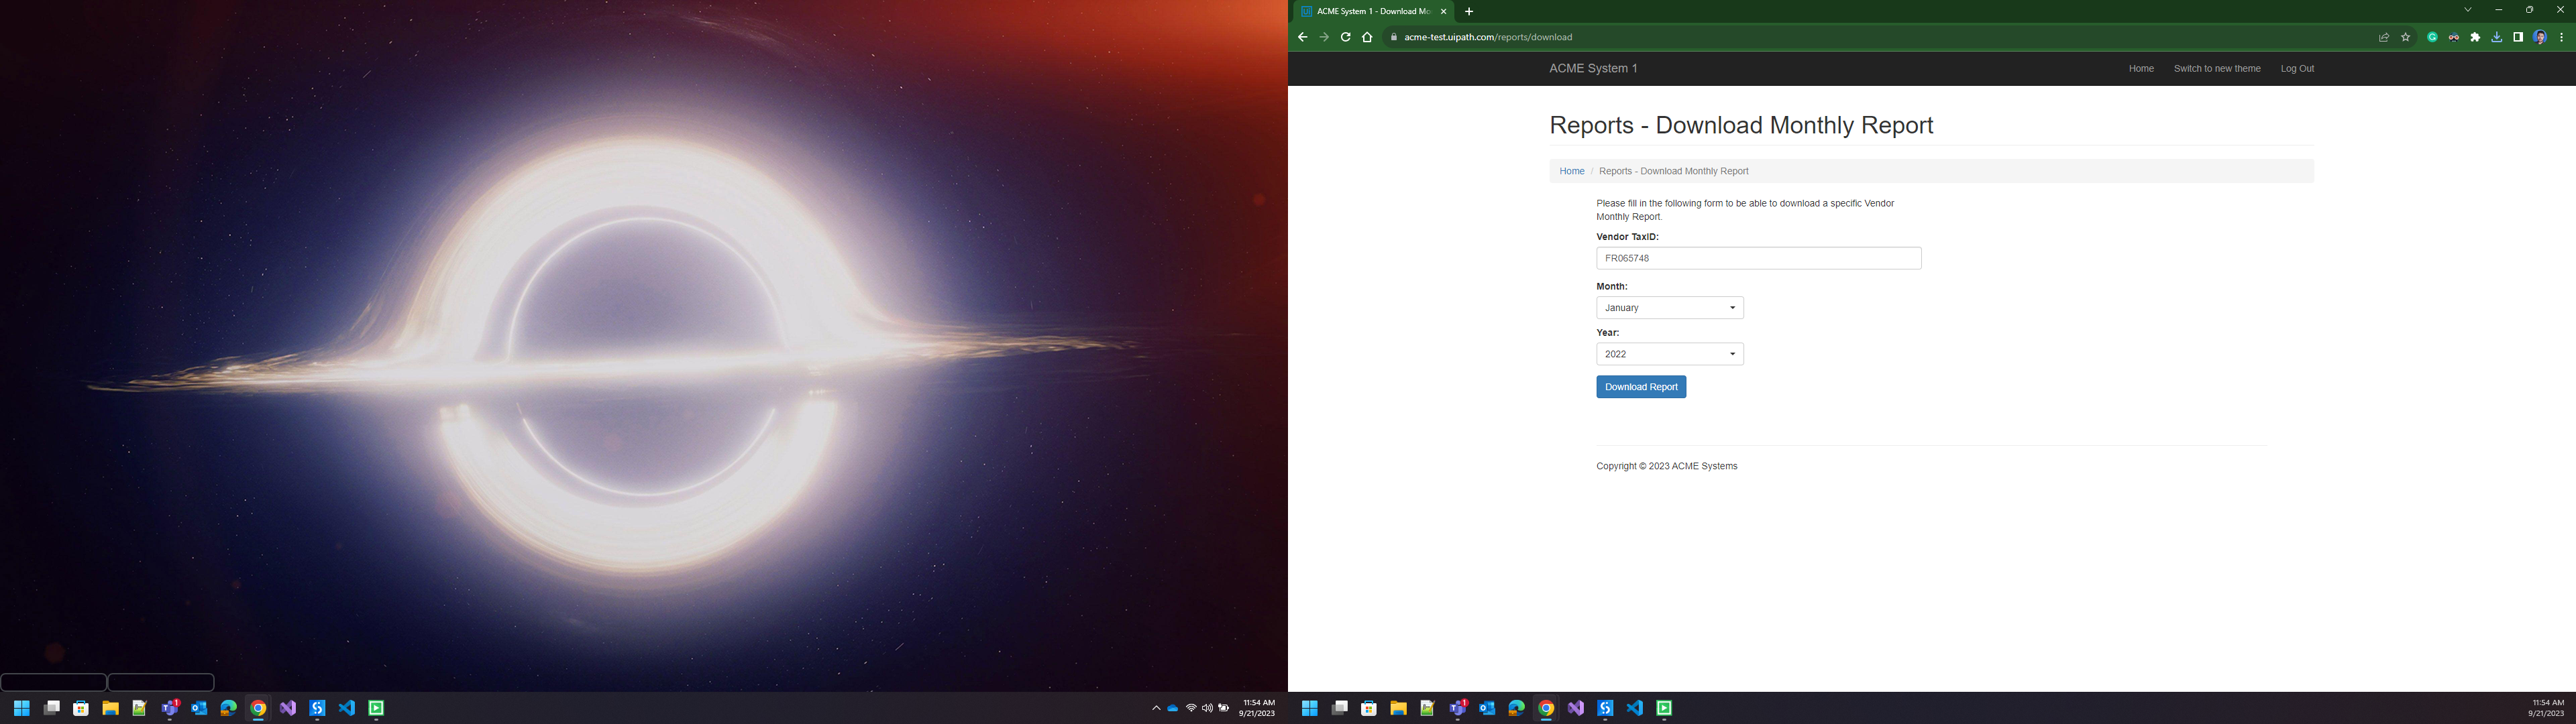 ACME System 1 - Download Mo
acme-test.uipath.com/reports/download
ACME System 1
Home
Switch to new theme
Log Out
Reports - Download Monthly Report
Home / Reports - Download Monthly Report
Please fill in the following form to be able to download a specific Vendor
Monthly Report.
Vendor TaxID:
FR065748
Month:
January
Year:
2022
Download Report
Copyright © 2023 ACME Systems
1
11:54 AM
9/21/2023
1
11:54 AM
9/21/2023